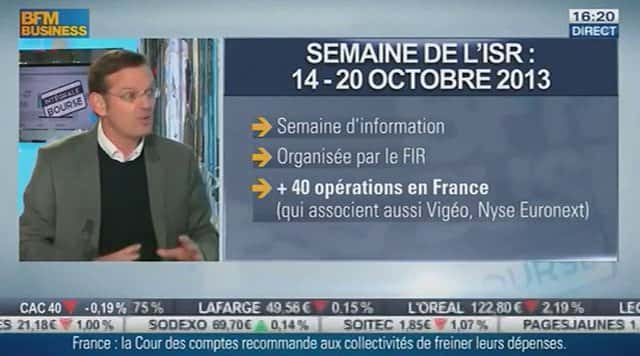 BFM
BUSINESS
16:20
DIRECT
INTÉGRALE
BOURSE
SEMAINE DE L'ISR :
14 - 20 OCTOBRE 2013
Semaine d'information
Organisée par le FIR
+ 40 opérations en France
(qui associent aussi Vigéo, Nyse Euronext)
CAC 40 - 0,19 % 75 % LAFARGE 49,56 € 0,15 % L'OREAL 122,80 € 2,19 %
ES 21,18 € 1,00 % SODEXO 69,70 € 0,14 % SOITEC 1,85 € 1,07 % PAGESJAUNES 1
France : la Cour des comptes recommande aux collectivités de freiner leurs dépenses.